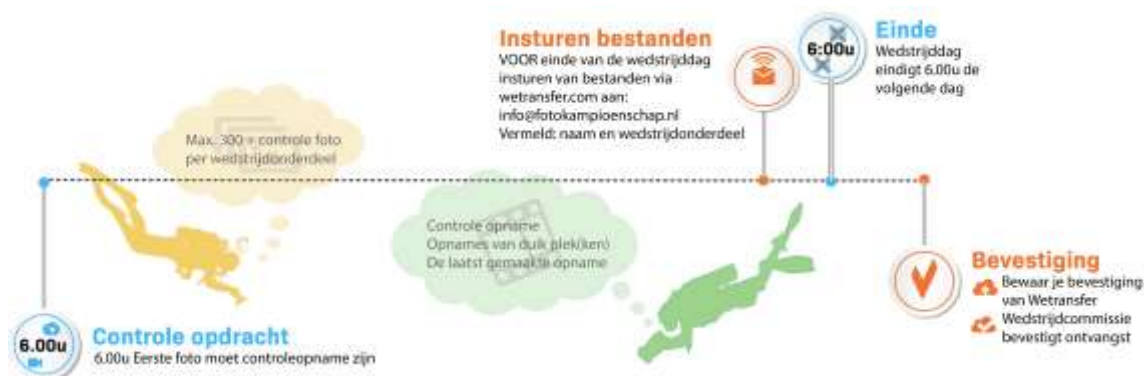 Insturen bestanden
VOOR einde van de wedstrijddag
insturen van bestanden via
wetransfer.com aan:
info@fotokampioenschap.nl
Vermeld: naam en wedstrijdonderdeel
6:00u
Einde
Wedstrijddag
eindigt 6.00u de
volgende dag
Max. 300 + controle foto
per wedstrijdonderdeel
Controle opname
Opnames van duik plek(ken)
De laatst gemaakte opname
6.00u
Controle opdracht
6.00u Eerste foto moet controleopname zijn
Bevestiging
Bewaar je bevestiging
van Wetransfer
Wedstrijdcommissie
bevestigt ontvangst